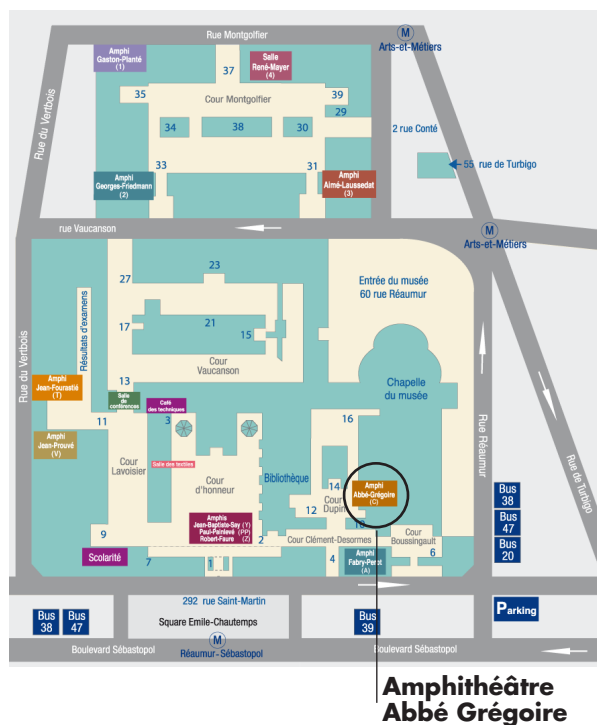 Rue Montgolfier
M
Arts-et-Métiers
Amphi
Gaston-Planté
(1)
Salle
René-Mayer
(4)
37
35
39
Cour Montgolfier
29
34
38
30
2 rue Conté
Rue du Vertbois
33
31
55 rue de Turbigo
Amphi
Georges-Friedmann
(2)
Amphi
Aimé-Laussedat
(3)
rue Vaucanson
M
Arts-et-Métiers
23
27
Entrée du musée
60 rue Réaumur
17
21
15
Résultats d'examens
Rue du Vertbois
Cour
Vaucanson
Chapelle
du musée
13
Amphi
Jean-Fourastié
(T)
Salle
de
conférences
Café
des techniques
11
3
16
Amphi
Jean-Prouvé
(V)
Salle des textiles
Cour
Lavoisier
Cour
d'honneur
Bibliothèque
14
Amphi
Abbé-Grégoire
(C)
Rue Réaumur
Rue de Turbigo
12
Cour
Dupin
Bus
38
Bus
47
Bus
20
Amphis
Jean-Baptiste-Say (Y)
Paul-Painlevé (PP)
Robert-Faure (Z)
9
2
Cour Clément-Desormes
Cour
Boussingault
Scolarité
7
1
4
Amphi
Fabry-Perot
(A)
6
292 rue Saint-Martin
Bus
38
Bus
47
Square Emile-Chautemps
Bus
39
Parking
M
Boulevard Sébastopol
Réaumur-Sébastopol
Boulevard Sébastopol
Amphithéâtre
Abbé Grégoire